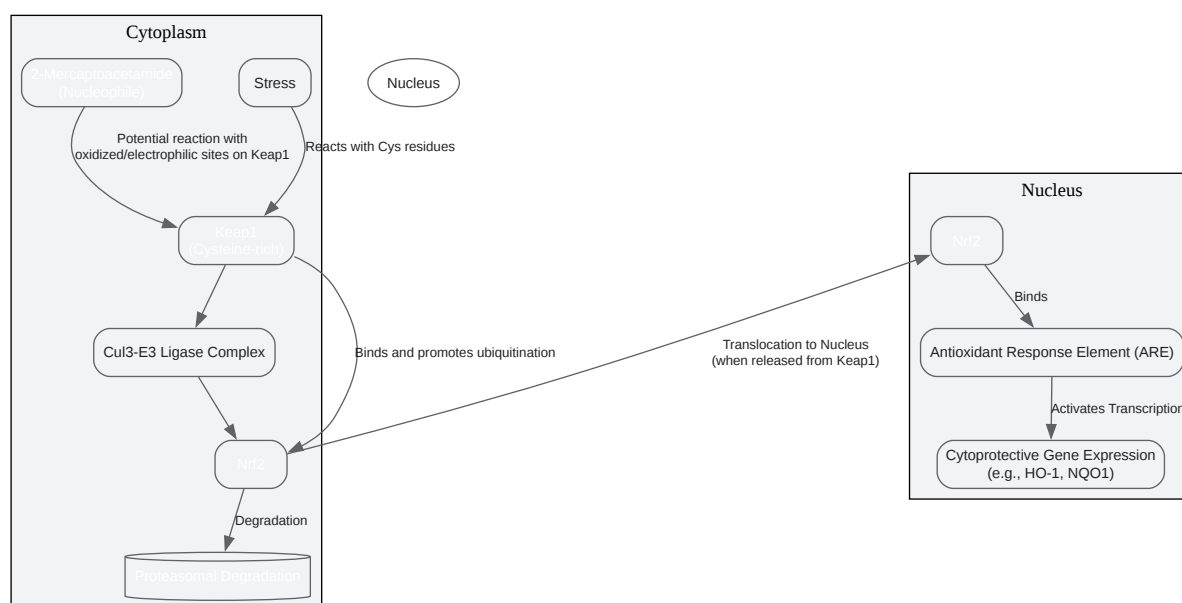 Cytoplasm
2-Mercaptoacetamide
(Nucleophile)
Stress
Nucleus
Potential reaction with
oxidized/electrophilic sites on Keap1
Reacts with Cys residues
Keap1
(Cysteine-rich)
Cul3-E3 Ligase Complex
Binds and promotes ubiquitination
Nrf2
Degradation
Proteasomal Degradation
Translocation to Nucleus
(when released from Keap1)
Nucleus
Nrf2
Binds
Antioxidant Response Element (ARE)
Activates Transcription
Cytoprotective Gene Expression
(e.g., HO-1, NQO1)